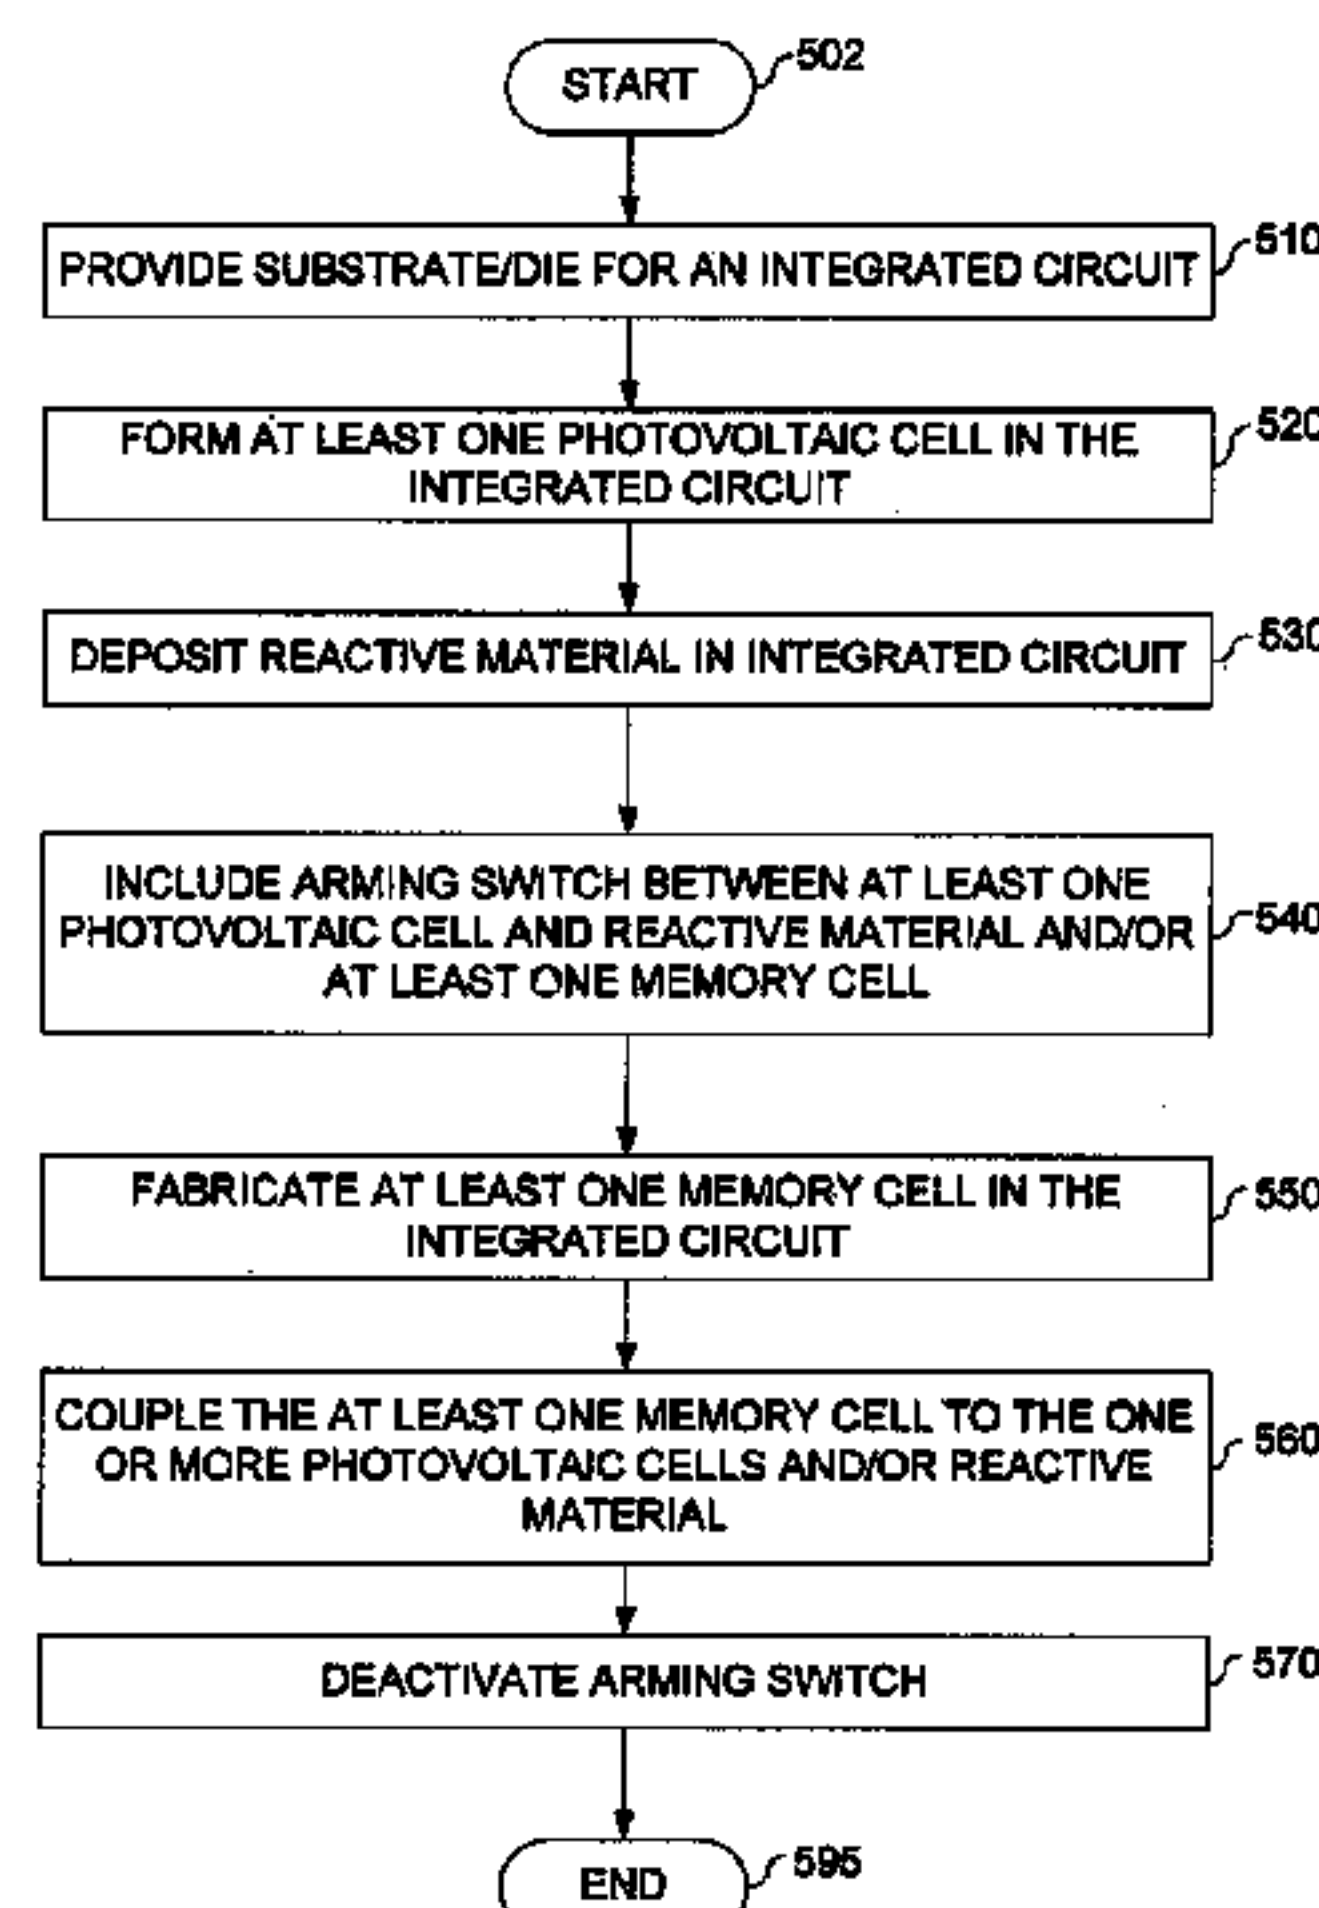 START
502
PROVIDE SUBSTRATE/DIE FOR AN INTEGRATED CIRCUIT
510
FORM AT LEAST ONE PHOTOVOLTAIC CELL IN THE
INTEGRATED CIRCUIT
520
DEPOSIT REACTIVE MATERIAL IN INTEGRATED CIRCUIT
530
INCLUDE ARMING SWITCH BETWEEN AT LEAST ONE
PHOTOVOLTAIC CELL AND REACTIVE MATERIAL AND/OR
AT LEAST ONE MEMORY CELL
540
FABRICATE AT LEAST ONE MEMORY CELL IN THE
INTEGRATED CIRCUIT
550
COUPLE THE AT LEAST ONE MEMORY CELL TO THE ONE
OR MORE PHOTOVOLTAIC CELLS AND/OR REACTIVE
MATERIAL
560
DEACTIVATE ARMING SWITCH
570
END
595